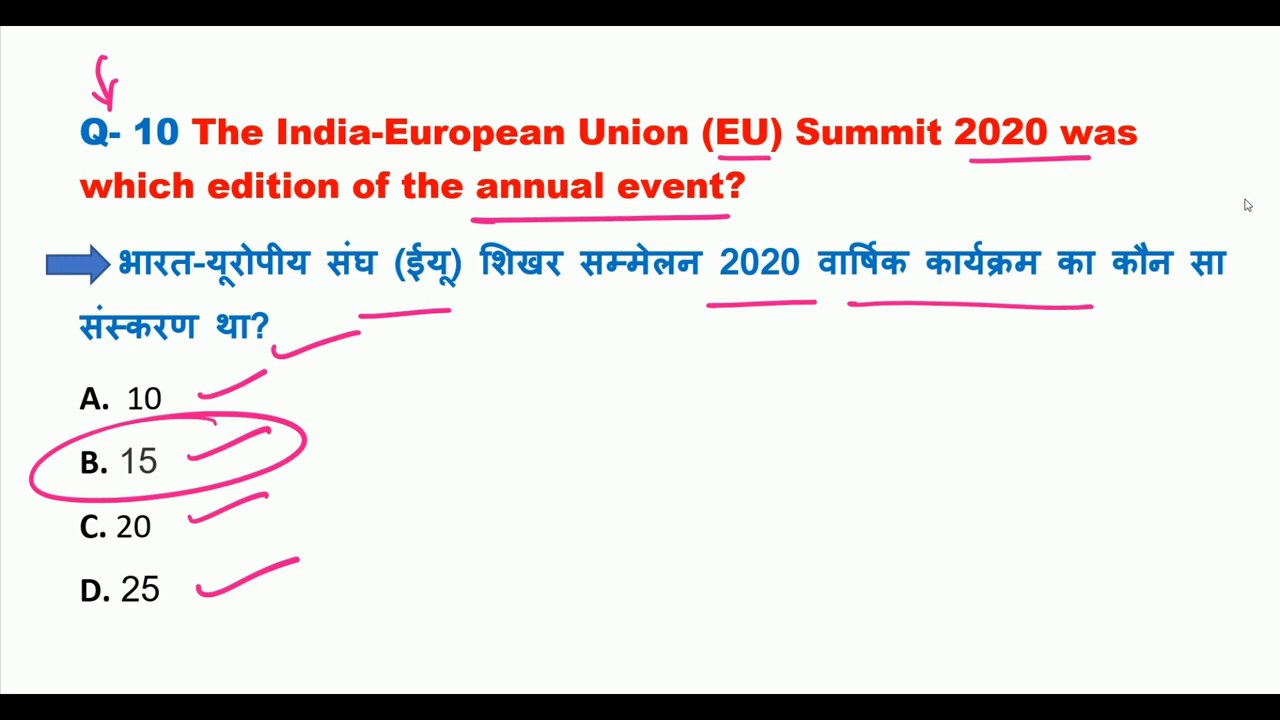 Q- 10 The India-European Union (EU) Summit 2020 was
which edition of the annual event?
भारत-यूरोपीय संघ (ईयू) शिखर सम्मेलन 2020 वार्षिक कार्यक्रम का कौन सा
संस्करण था?
A. 10
B. 15
C. 20
D. 25